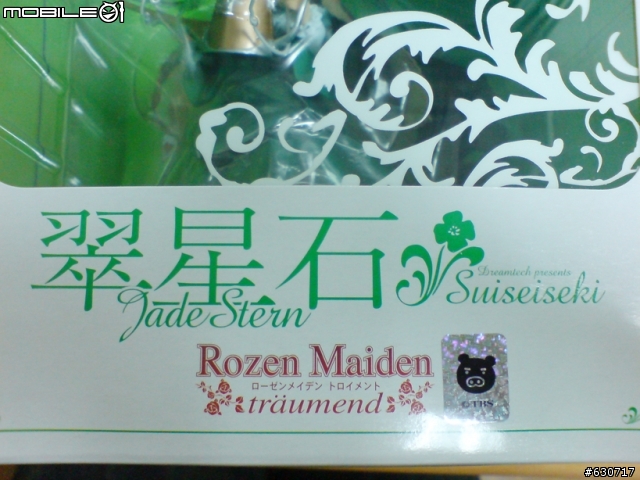 MOBILE01
翠星石
Jade Stern
Dreamtech presents
Suiseiseki
Rozen Maiden
ローゼンメイデン トロイメント
träumend
©TBS
#630717